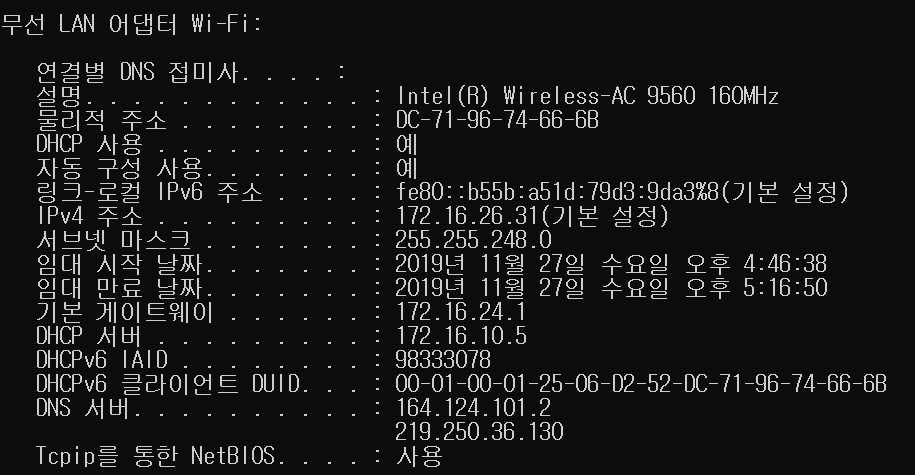 무선 LAN 어댑터 Wi-Fi:
연결별 DNS 접미사. . . . :
설명. . . . . . . . . . . . : Intel(R) Wireless-AC 9560 160MHz
물리적 주소 . . . . . . . . : DC-71-96-74-66-6B
DHCP 사용 . . . . . . . . . : 예
자동 구성 사용. . . . . . . : 예
링크-로컬 IPv6 주소 . . . . : fe80::b55b:a51d:79d3:9da3%8(기본 설정)
IPv4 주소 . . . . . . . . . : 172.16.26.31(기본 설정)
서브넷 마스크 . . . . . . . : 255.255.248.0
임대 시작 날짜. . . . . . . : 2019년 11월 27일 수요일 오후 4:46:38
임대 만료 날짜. . . . . . . : 2019년 11월 27일 수요일 오후 5:16:50
기본 게이트웨이 . . . . . . : 172.16.24.1
DHCP 서버 . . . . . . . . . : 172.16.10.5
DHCPv6 IAID . . . . . . . . : 98333078
DHCPv6 클라이언트 DUID. . . : 00-01-00-01-25-06-D2-52-DC-71-96-74-66-6B
DNS 서버. . . . . . . . . . : 164.124.101.2
219.250.36.130
Tcpip를 통한 NetBIOS. . . . : 사용